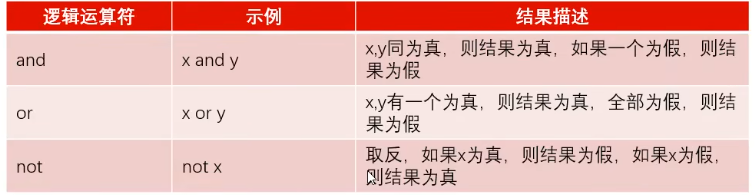 逻辑运算符 示例 结果描述
and x and y x,y同为真，则结果为真，如果一个为假，则结
果为假
or x or y x,y有一个为真，则结果为真，全部为假，则结
果为假
not not x 取反，如果x为真，则结果为假，如果x为假，
则结果为真